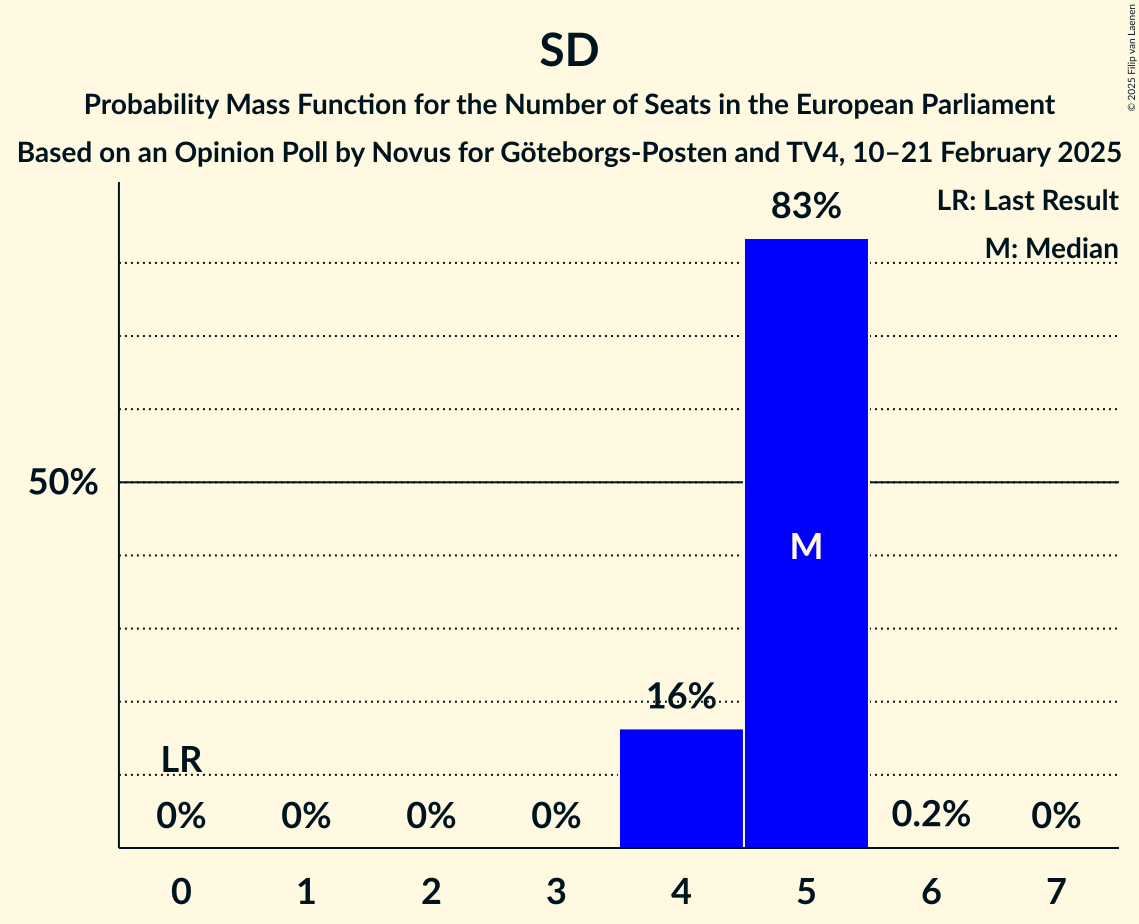 SD
Probability Mass Function for the Number of Seats in the European Parliament
Based on an Opinion Poll by Novus for Göteborgs-Posten and TV4, 10–21 February 2025
© 2025 Filip van Laenen
LR: Last Result
M: Median
83%
50%
M
16%
LR
0% 0% 0% 0% 0.2% 0%
0 1 2 3 4 5 6 7